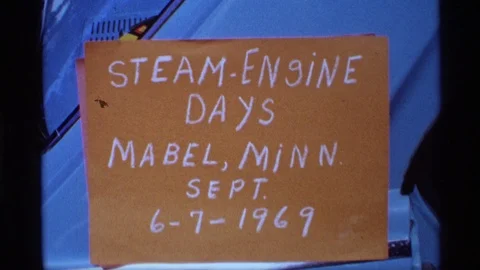 STEAM-ENGINE
DAYS
MABEL, MINN.
SEPT.
6-7-1969